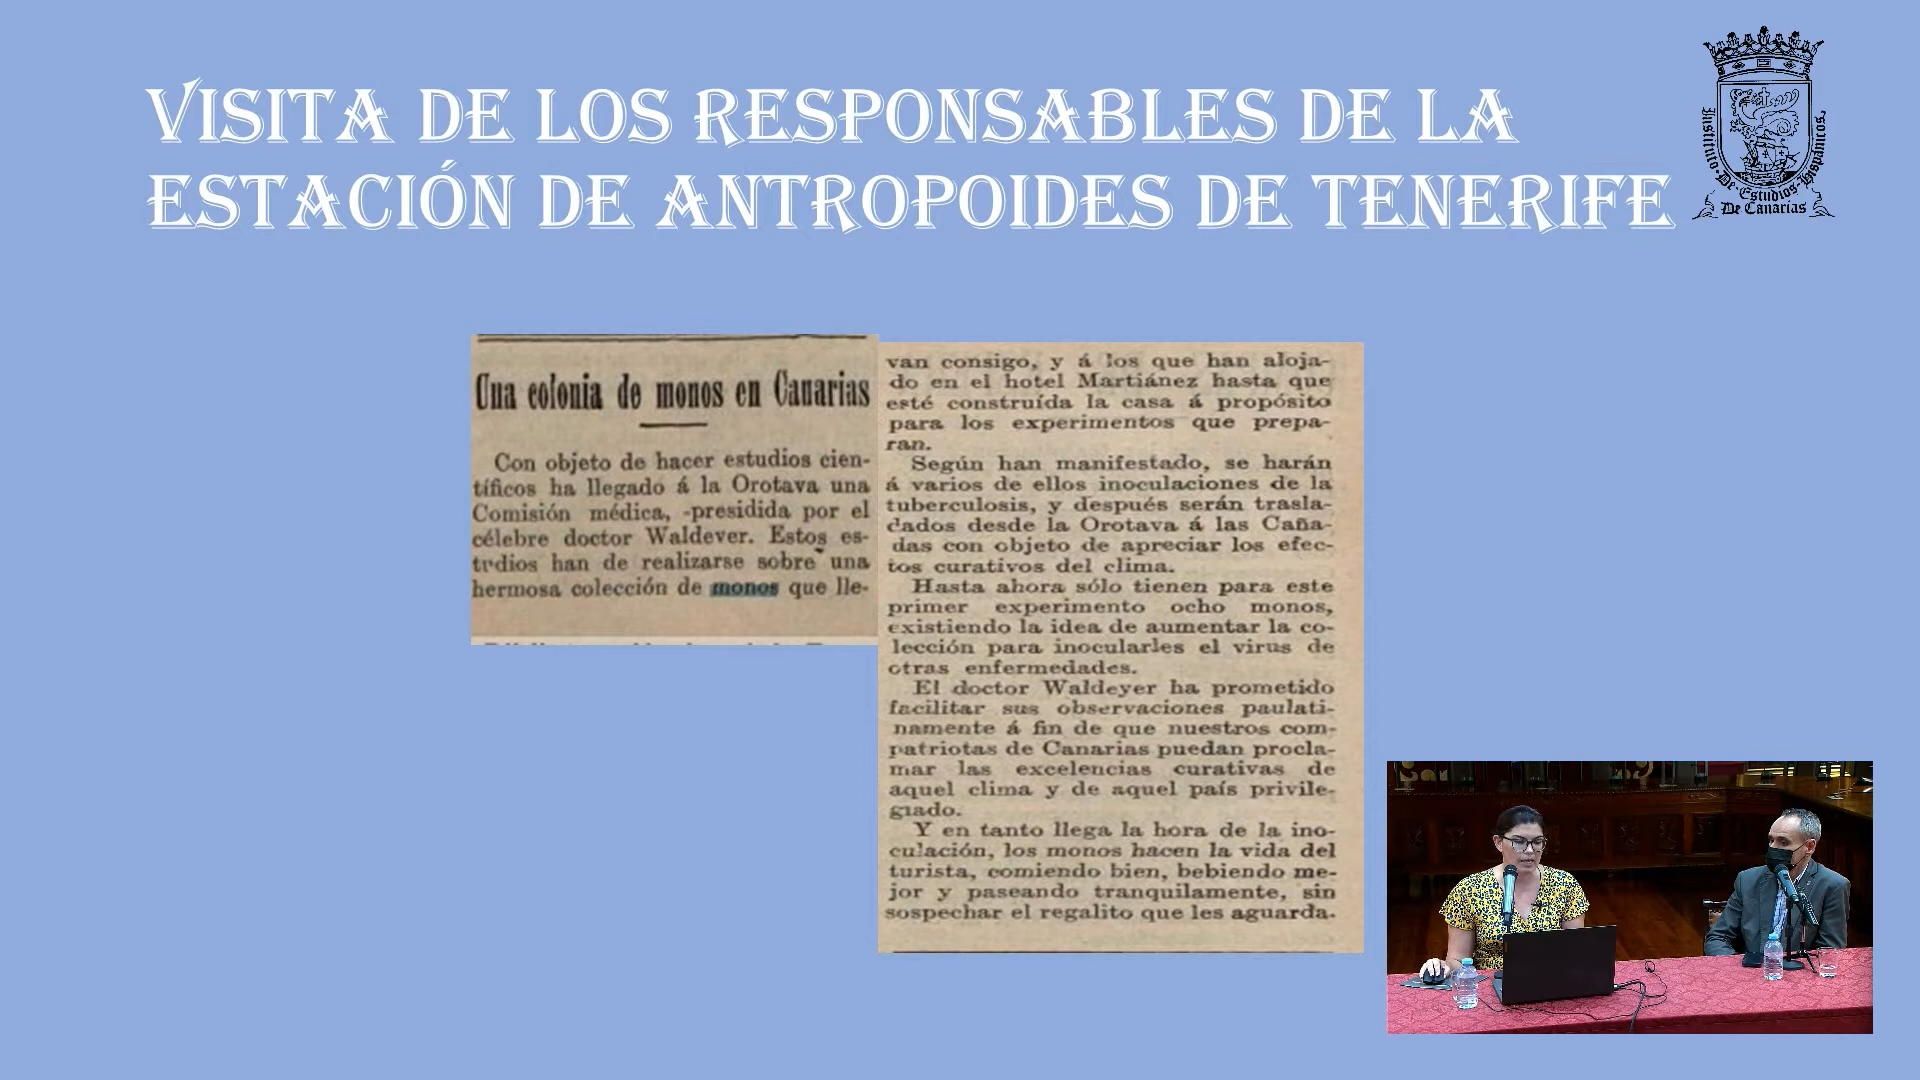 VISITA DE LOS RESPONSABLES DE LA
ESTACIÓN DE ANTROPOIDES DE TENERIFE
Instituto De Estudios Hispánicos
De Canarias
Una colonia de monos en Canarias
Con objeto de hacer estudios cien-
tíficos ha llegado á la Orotava una
Comisión médica, -presidida por el
célebre doctor Waldever. Estos es-
trdios han de realizarse sobre una
hermosa colección de monos que lle-
van consigo, y á los que han aloja-
do en el hotel Martiánez hasta que
esté construída la casa á propósito
para los experimentos que prepa-
ran.
Según han manifestado, se harán
á varios de ellos inoculaciones de la
tuberculosis, y después serán trasla-
dados desde la Orotava á las Caña-
das con objeto de apreciar los efec-
tos curativos del clima.
Hasta ahora sólo tienen para este
primer experimento ocho monos,
existiendo la idea de aumentar la co-
lección para inocularles el virus de
otras enfermedades.
El doctor Waldeyer ha prometido
facilitar sus observaciones paulati-
namente á fin de que nuestros com-
patriotas de Canarias puedan procla-
mar las excelencias curativas de
aquel clima y de aquel país privile-
giado.
Y en tanto llega la hora de la ino-
culación, los monos hacen la vida del
turista, comiendo bien, bebiendo me-
jor y paseando tranquilamente, sin
sospechar el regalito que les aguarda.